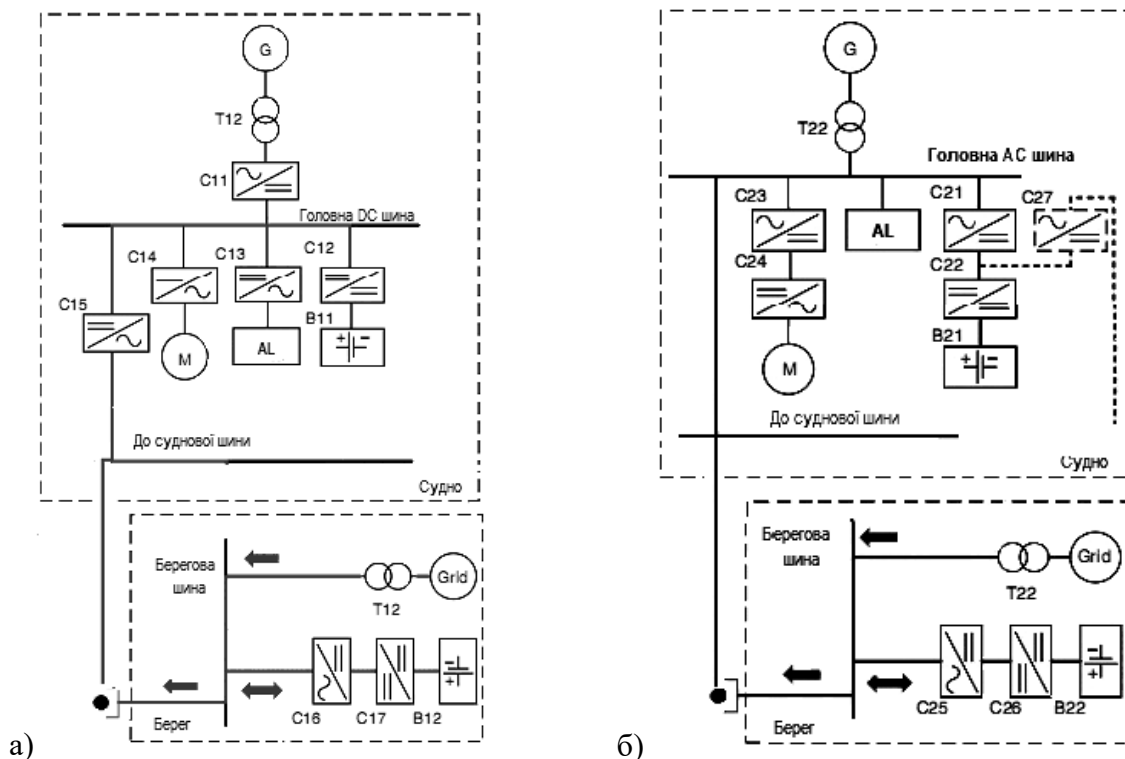 G
T12
C11
Головна DC шина
C14
C13
C12
C15
B11
+ -
M
AL
До суднової шини
Судно
Берегова
шина
Grid
T12
C16
C17
B12
- +
Берег
а)
G
T22
Головна AC шина
C23
C21
C27
AL
C24
C22
B21
+ -
M
До суднової шини
Судно
Берегова
шина
Grid
T22
C25
C26
B22
- +
Берег
б)